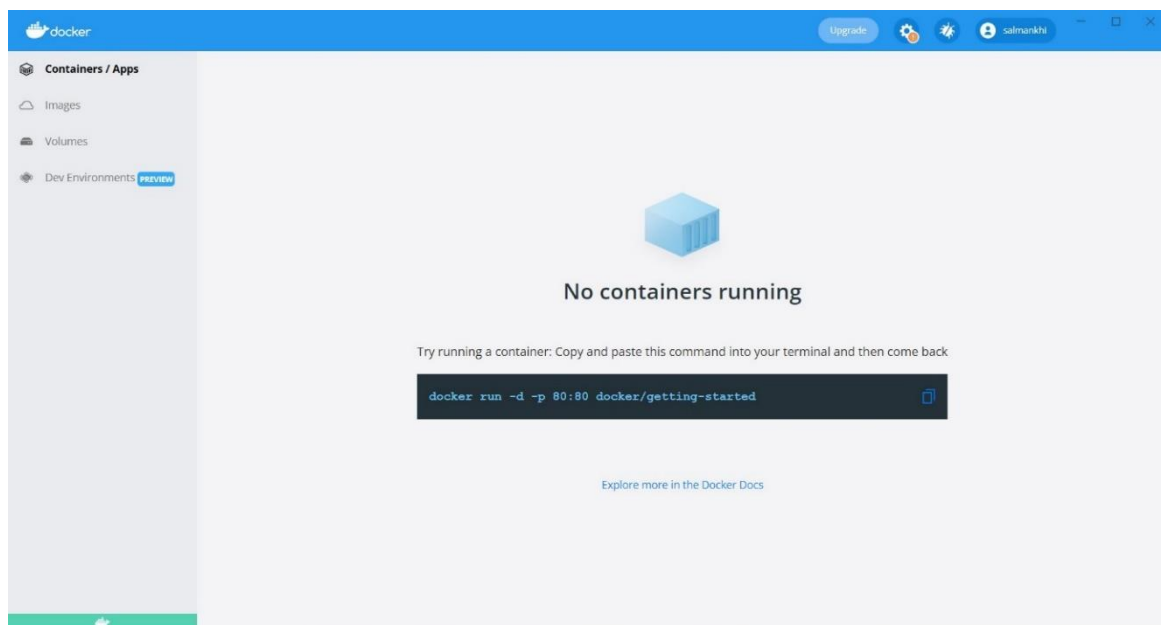 docker
Upgrade
salmankhi
Containers / Apps
Images
Volumes
Dev Environments PREVIEW
No containers running
Try running a container: Copy and paste this command into your terminal and then come back
docker run -d -p 80:80 docker/getting-started
Explore more in the Docker Docs